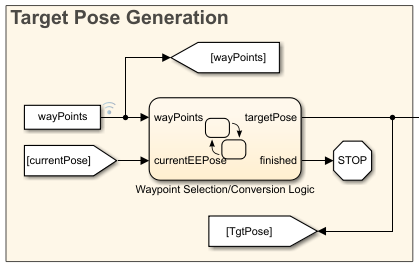 Target Pose Generation
[wayPoints]
wayPoints
wayPoints
targetPose
[currentPose]
currentEEPose
finished
STOP
Waypoint Selection/Conversion Logic
[TgtPose]